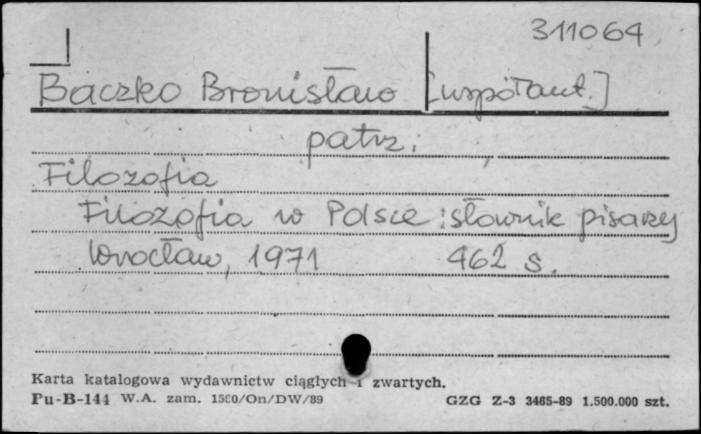 311064
Baczko Bronisław [współaut.]
patrz.
Filozofia
Filozofia w Polsce : słownik pisarzy
Wrocław, 1971 462 s.
Karta katalogowa wydawnictw ciągłych i zwartych.
Pu-B-144 W.A. zam. 1560/On/DW/89 GZG Z-3 3465-89 1.500.000 szt.